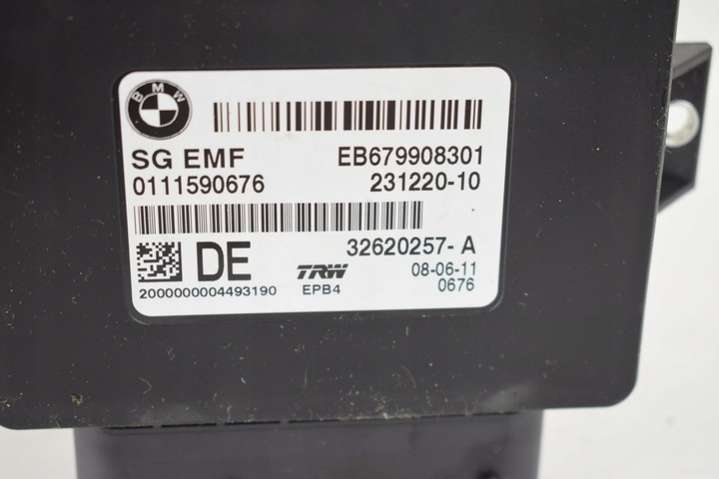 BMW
SG EMF EB679908301
0111590676 231220-10
32620257- A
DE TRW 08-06-11
2000000004493190 EPB4 0676